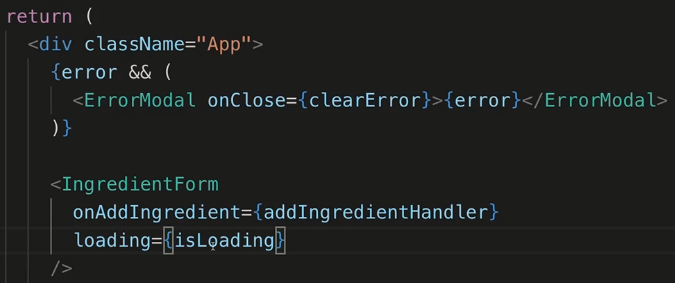 return (
<div className="App">
{error && (
<ErrorModal onClose={clearError}>{error}</ErrorModal>
)}
<IngredientForm
onAddIngredient={addIngredientHandler}
loading={isLoading}
/>